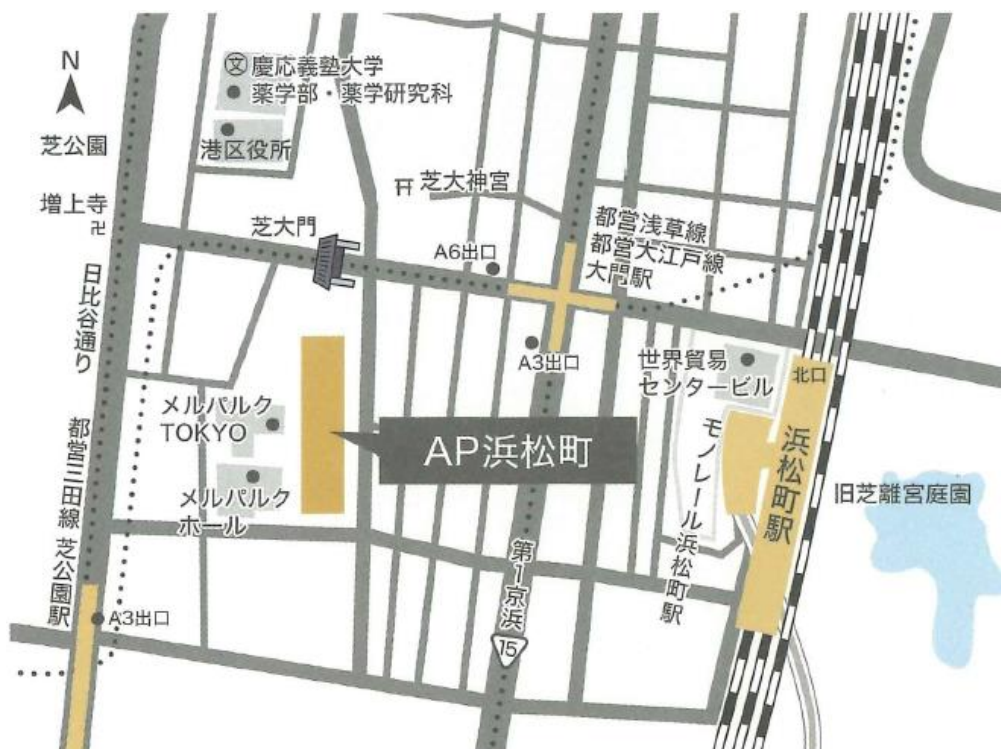 N
文 慶応義塾大学
薬学部・薬学研究科
港区役所
芝公園
増上寺
卍
日比谷通り
芝大門
芝大神宮
A6出口
都営浅草線
都営大江戸線
大門駅
A3出口
世界貿易
センタービル
北口
浜松町駅
モノレール浜松町駅
旧芝離宮庭園
メルパルク
TOKYO
メルパルク
ホール
AP浜松町
都営三田線 芝公園駅
A3出口
第1京浜
15